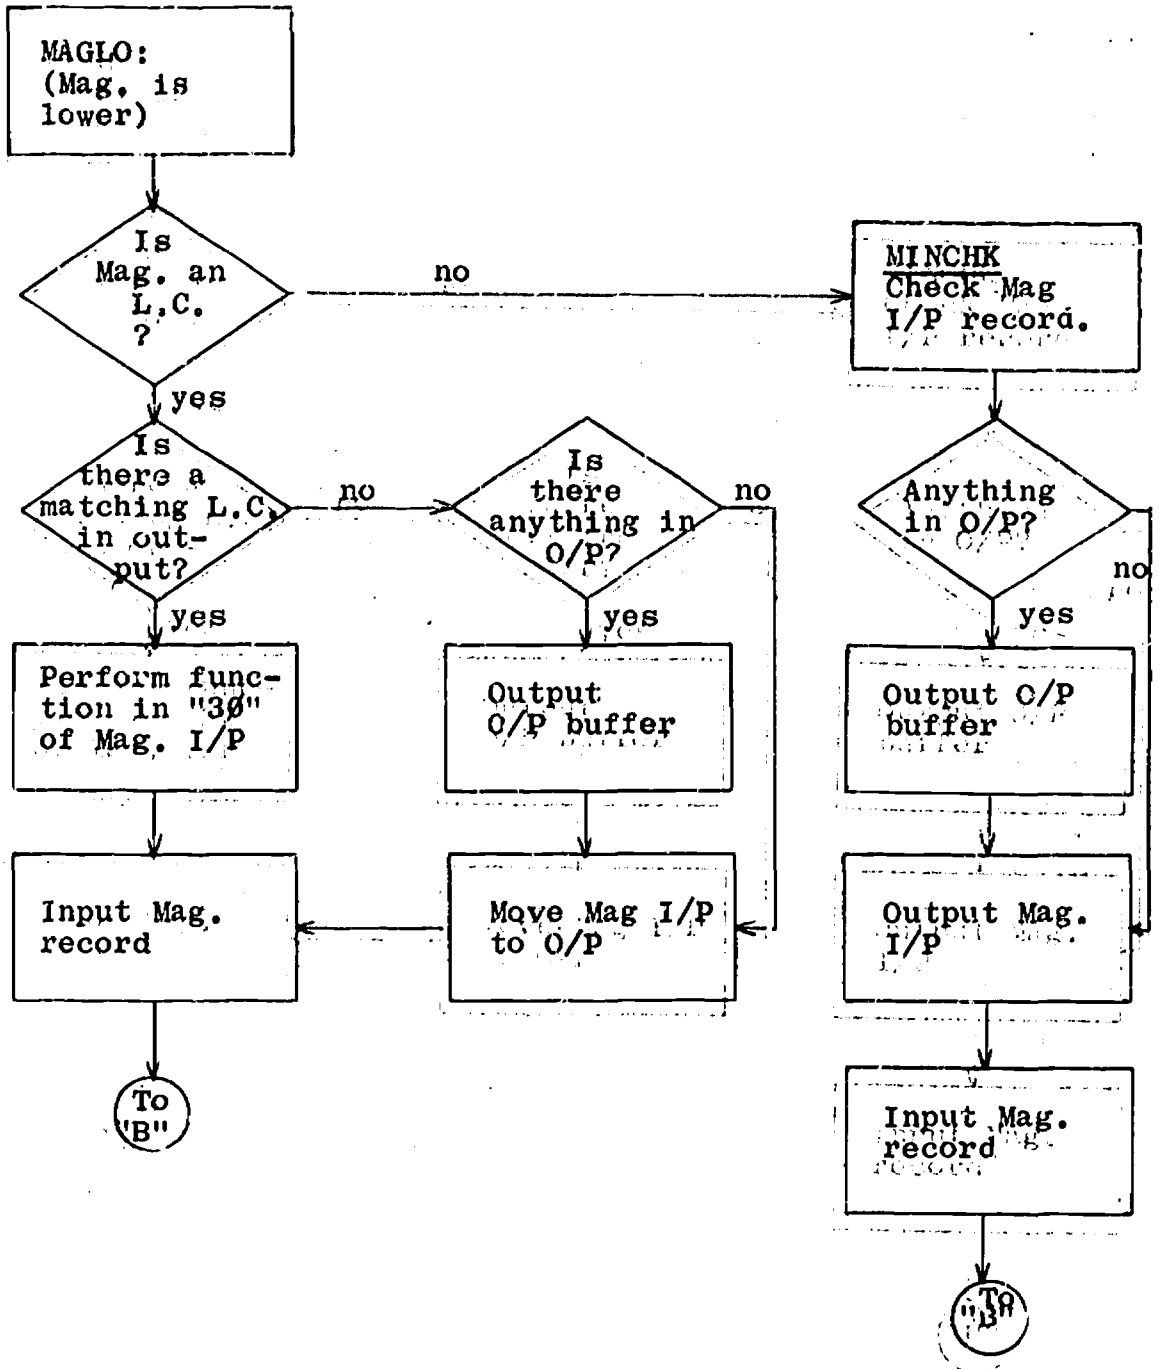 MAGLO:
(Mag. is
lower)
Is
Mag. an
L.C.
?
no
MINCHK
Check Mag
I/P record.
yes
Is
there a
matching L.C.
in out-
put?
no
Is
there
anything in
O/P?
no
Anything
in O/P?
no
yes
yes
yes
Perform func-
tion in "3Ø"
of Mag. I/P
Output
O/P buffer
Output O/P
buffer
Input Mag.
record
Move Mag I/P
to O/P
Output Mag.
I/P
To
"B"
Input Mag.
record
To
"B"